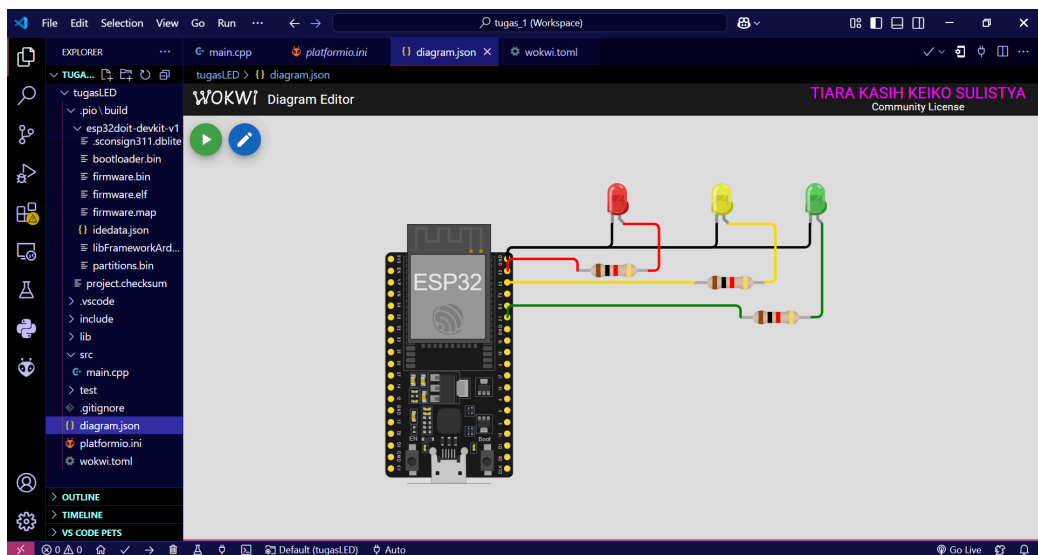 File Edit Selection View Go Run ··· tugas_1 (Workspace)
EXPLORER ···
main.cpp platformio.ini {} diagram.json wokwi.toml
TUGA...
tugasLED > {} diagram.json
tugasLED
WOKWi Diagram Editor
TIARA KASIH KEIKO SULISTYA
Community License
.pio \ build
esp32doit-devkit-v1
.sconsign311.dblite
bootloader.bin
firmware.bin
firmware.elf
firmware.map
{} idedata.json
libFrameworkArd...
partitions.bin
project.checksum
.vscode
include
lib
src
main.cpp
test
.gitignore
{} diagram.json
platformio.ini
wokwi.toml
OUTLINE
TIMELINE
VS CODE PETS
ESP32
EN
Boot
0 0 0 Default (tugasLED) Auto Go Live